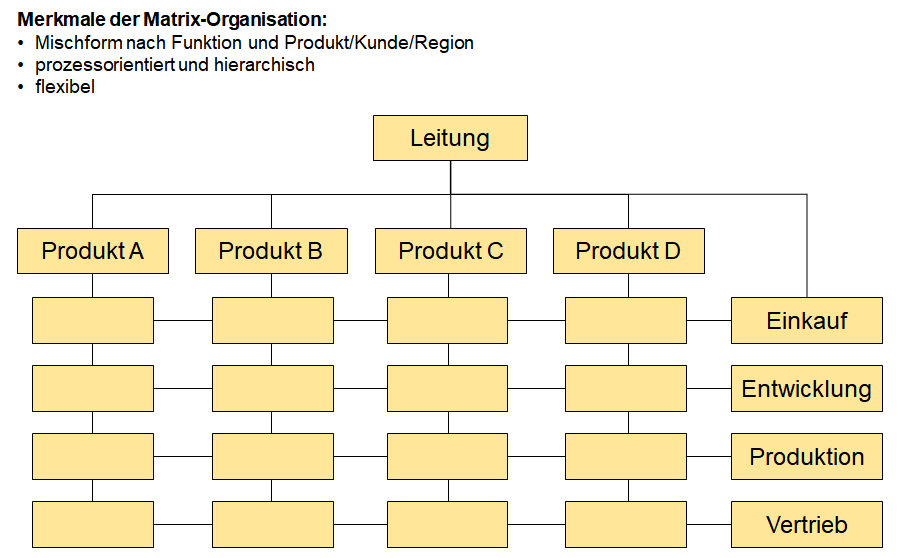 Merkmale der Matrix-Organisation:
• Mischform nach Funktion und Produkt/Kunde/Region
• prozessorientiert und hierarchisch
• flexibel
Leitung
Produkt A
Produkt B
Produkt C
Produkt D
Einkauf
Entwicklung
Produktion
Vertrieb